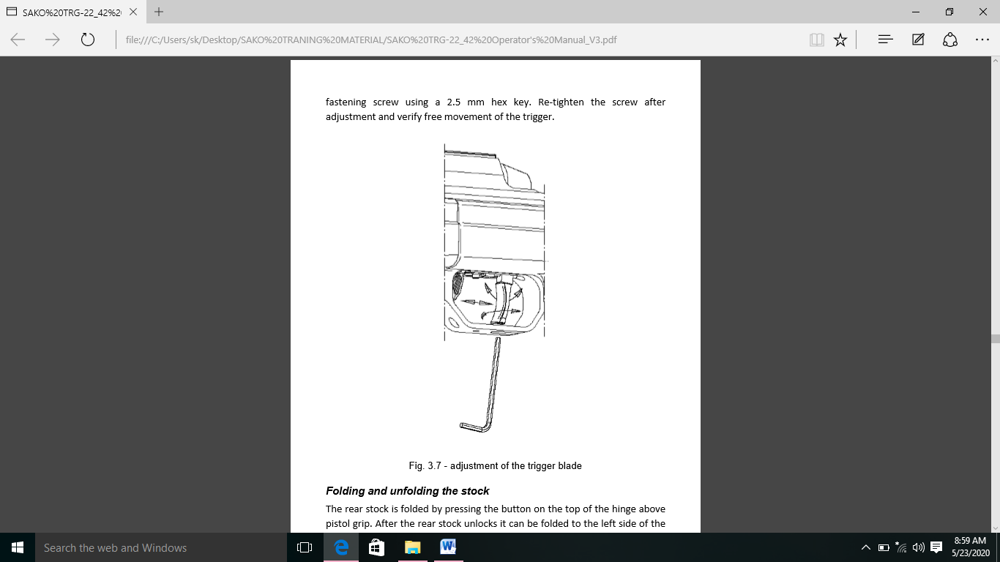 SAKO%20TRG-22_42%20
file:///C:/Users/sk/Desktop/SAKO%20TRANING%20MATERIAL/SAKO%20TRG-22_42%20Operator's%20Manual_V3.pdf
fastening screw using a 2.5 mm hex key. Re-tighten the screw after
adjustment and verify free movement of the trigger.
Fig. 3.7 - adjustment of the trigger blade
Folding and unfolding the stock
The rear stock is folded by pressing the button on the top of the hinge above
pistol grip. After the rear stock unlocks it can be folded to the left side of the
Search the web and Windows
8:59 AM
5/23/2020